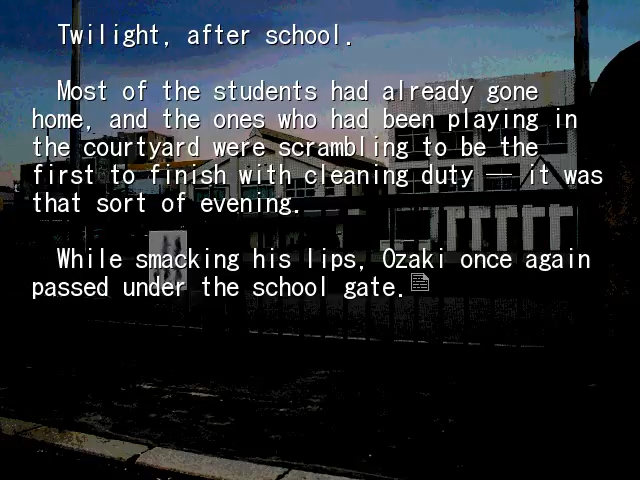 Twilight, after school.
Most of the students had already gone
home, and the ones who had been playing in
the courtyard were scrambling to be the
first to finish with cleaning duty — it was
that sort of evening.
While smacking his lips, Ozaki once again
passed under the school gate.